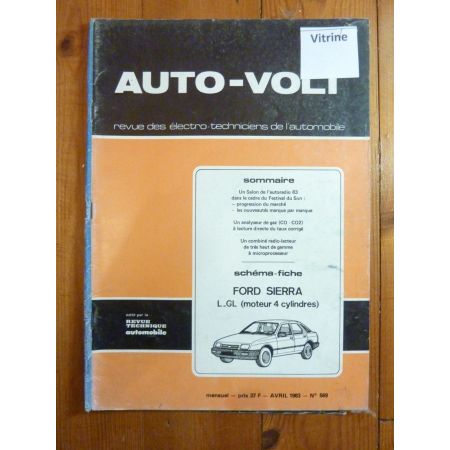 Vitrine
AUTO-VOLT
revue des électro-techniciens de l'automobile
sommaire
Un Salon de l'autoradio 83
dans le cadre du Festival du Son :
– progression du marché
– les nouveautés marque par marque
Un analyseur de gaz (CO - CO2)
à lecture directe du taux corrigé
Un combiné radio-lecteur
de très haut de gamme
à microprocesseur
schéma-fiche
FORD SIERRA
L..GL (moteur 4 cylindres)
édité par la
REVUE
TECHNIQUE
automobile
mensuel – prix 37 F – AVRIL 1983 – N° 569